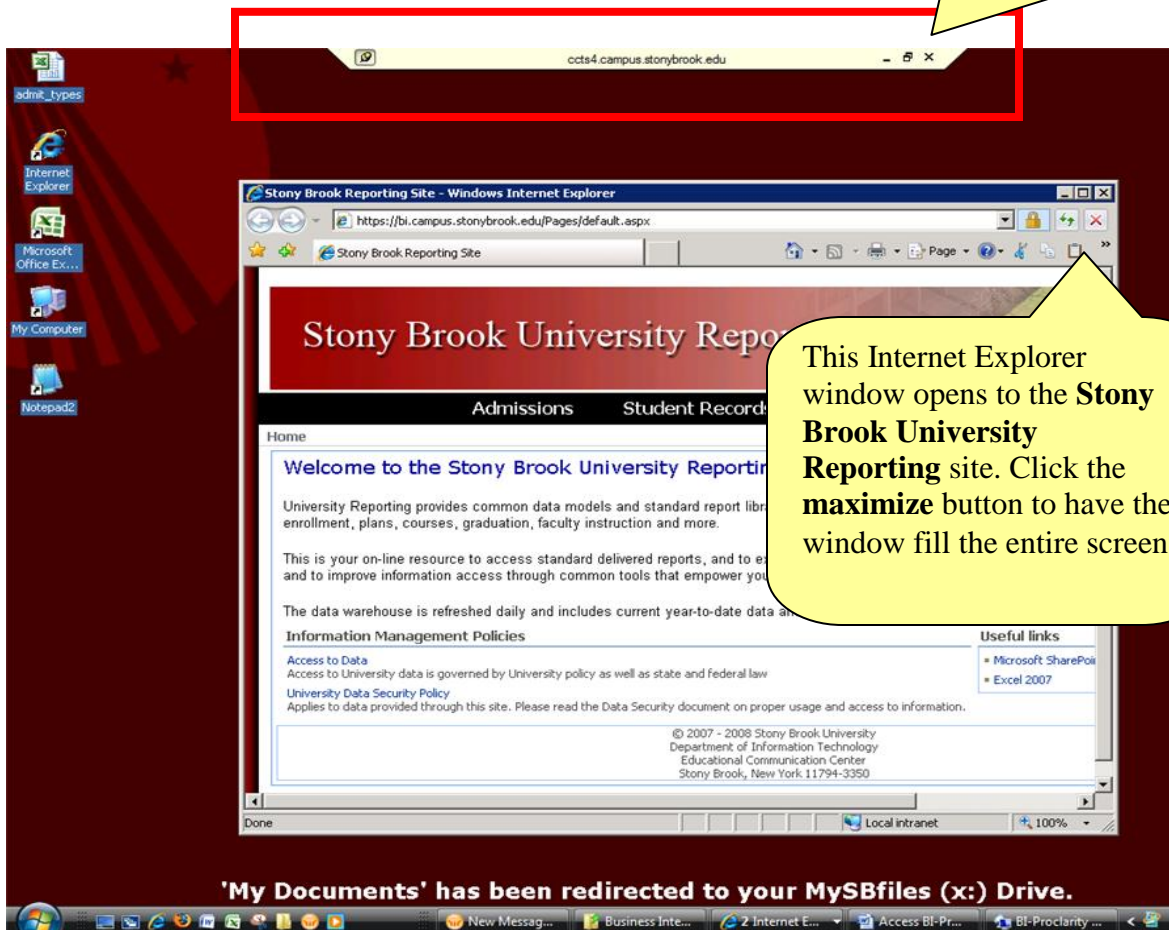 ccts4.campus.stonybrook.edu
admit_types
Internet
Explorer
Microsoft
Office Ex...
My Computer
Notepad2
Stony Brook Reporting Site - Windows Internet Explorer
https://bi.campus.stonybrook.edu/Pages/default.aspx
Stony Brook Reporting Site
Page
Stony Brook University Repo
Admissions Student Record
Home
Welcome to the Stony Brook University Reportin
University Reporting provides common data models and standard report libr
enrollment, plans, courses, graduation, faculty instruction and more.
This is your on-line resource to access standard delivered reports, and to e
and to improve information access through common tools that empower you
The data warehouse is refreshed daily and includes current year-to-date data an
Information Management Policies
Access to Data
Access to University data is governed by University policy as well as state and federal law
University Data Security Policy
Applies to data provided through this site. Please read the Data Security document on proper usage and access to information.
Useful links
Microsoft SharePoi
Excel 2007
© 2007 - 2008 Stony Brook University
Department of Information Technology
Educational Communication Center
Stony Brook, New York 11794-3350
This Internet Explorer
window opens to the Stony
Brook University
Reporting site. Click the
maximize button to have the
window fill the entire screen
Done Local intranet 100%
'My Documents' has been redirected to your MySBfiles (x:) Drive.
New Messag... Business Inte... 2 Internet E... Access BI-Pr... BI-Proclarity ...